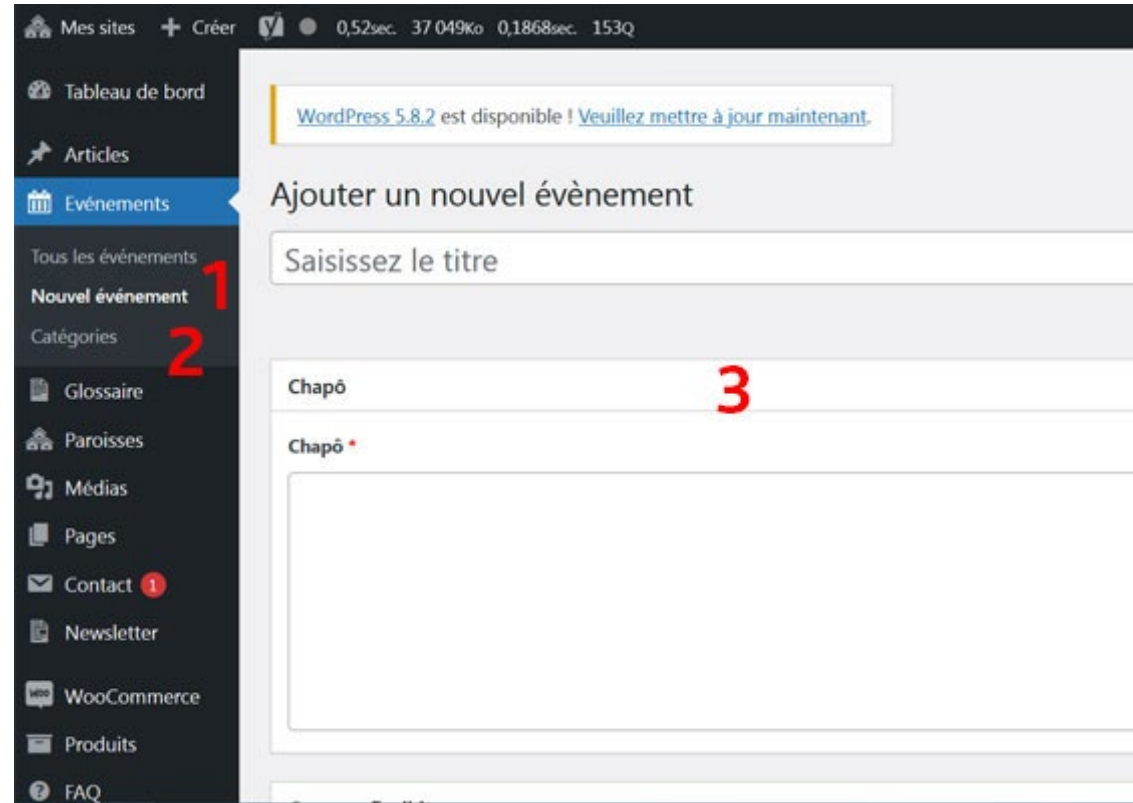 Mes sites + Créer 0,52sec. 37 049Ko 0,1868sec. 153Q
Tableau de bord
Articles
Evénements
Tous les événements
1
Nouvel événement
Catégories
2
Glossaire
Paroisses
Médias
Pages
Contact 1
Newsletter
WooCommerce
Produits
FAQ
WordPress 5.8.2 est disponible ! Veuillez mettre à jour maintenant.
Ajouter un nouvel évènement
Saisissez le titre
Chapô
3
Chapô *